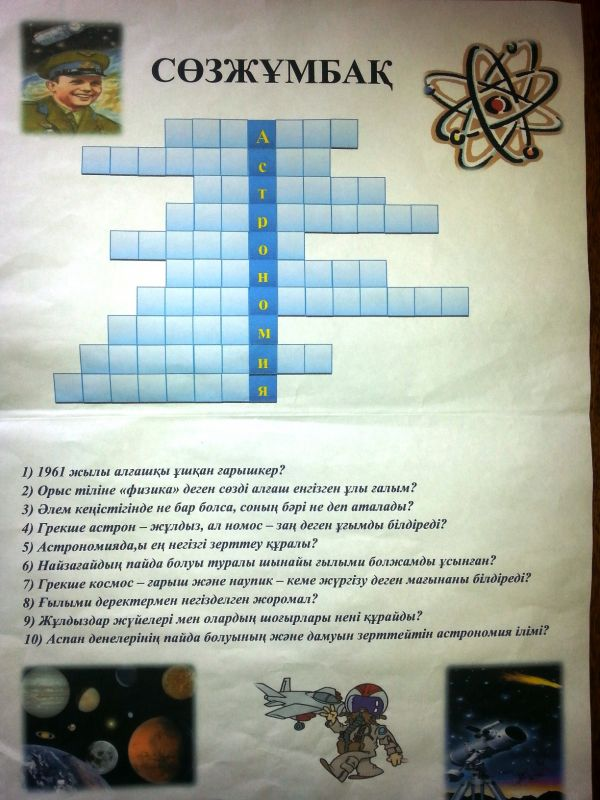 СӨЗЖҰМБАҚ
А
с
т
р
о
н
о
м
и
я
1) 1961 жылы алғашқы ұшқан ғарышкер?
2) Орыс тіліне «физика» деген сөзді алғаш енгізген ұлы ғалым?
3) Әлем кеңістігінде не бар болса, соның бәрі не деп аталады?
4) Грекше астрон – жұлдыз, ал номос – заң деген ұғымды білдіреді?
5) Астрономияда,ы ең негізгі зерттеу құралы?
6) Найзағайдың пайда болуы туралы шынайы ғылыми болжамды ұсынған?
7) Грекше космос – ғарыш және наупик – кеме жүргізу деген мағынаны білдіреді?
8) Ғылыми деректермен негізделген жоромал?
9) Жұлдыздар жүйелері мен олардың шоғырлары нені құрайды?
10) Аспан денелерінің пайда болуының және дамуын зерттейтін астрономия ілімі?